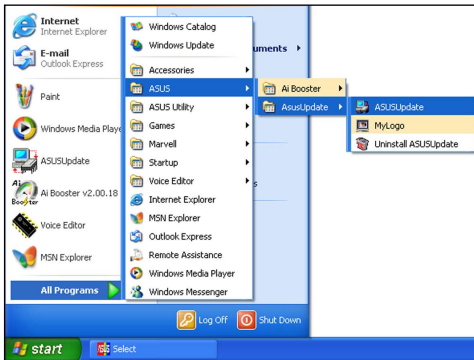 Internet
Internet Explorer
E-mail
Outlook Express
Paint
Windows Media Playe
ASUSUpdate
Ai Booster v2.00.18
Voice Editor
MSN Explorer
All Programs
Windows Catalog
Windows Update
Accessories
ASUS
ASUS Utility
Games
Marvell
Startup
Voice Editor
Internet Explorer
MSN Explorer
Outlook Express
Remote Assistance
Windows Media Player
Windows Messenger
uments
s
Ai Booster
AsusUpdate
ASUSUpdate
MyLogo
Uninstall ASUSUpdate
Log Off
Shut Down
start
Select